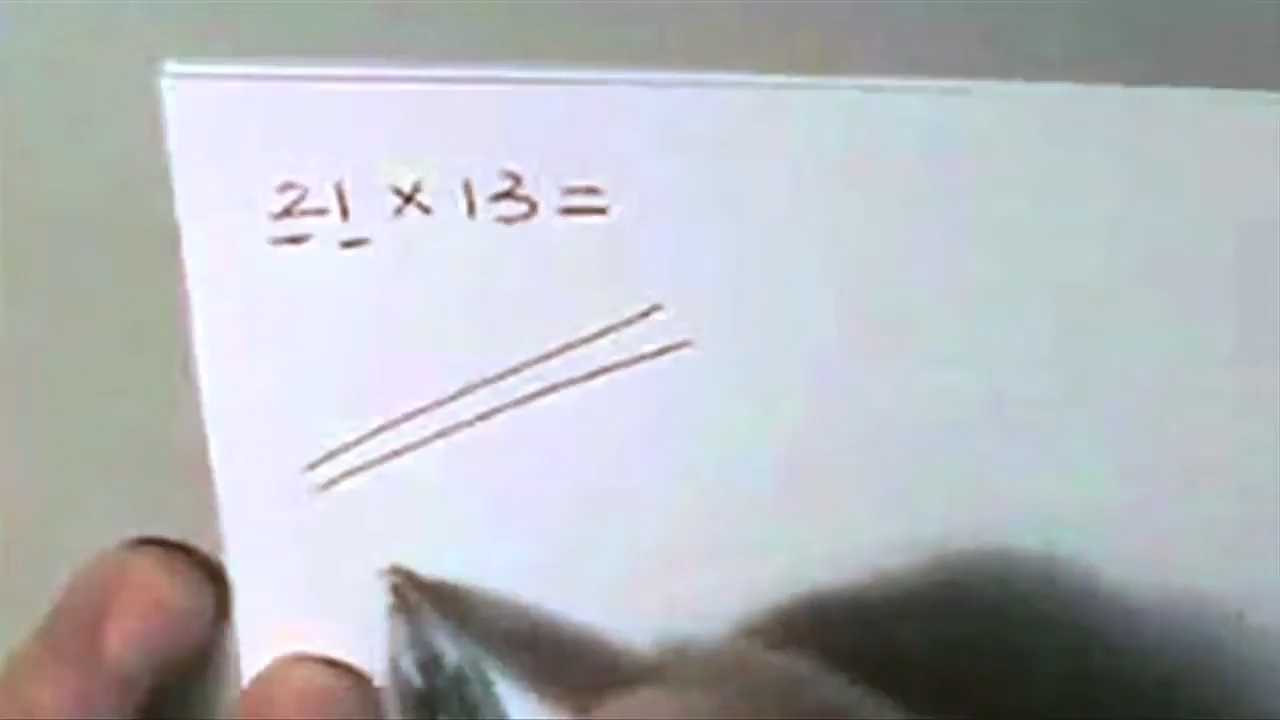 21 × 13 =